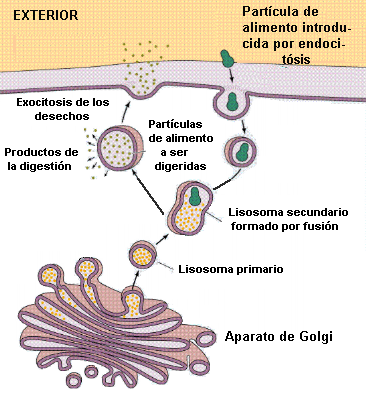 EXTERIOR
Partícula de
alimento introdu-
cida por endoci-
tósis
Exocitosis de los
desechos
Partículas
de alimento
a ser
digeridas
Productos de
la digestión
Lisosoma secundario
formado por fusión
Lisosoma primario
Aparato de Golgi